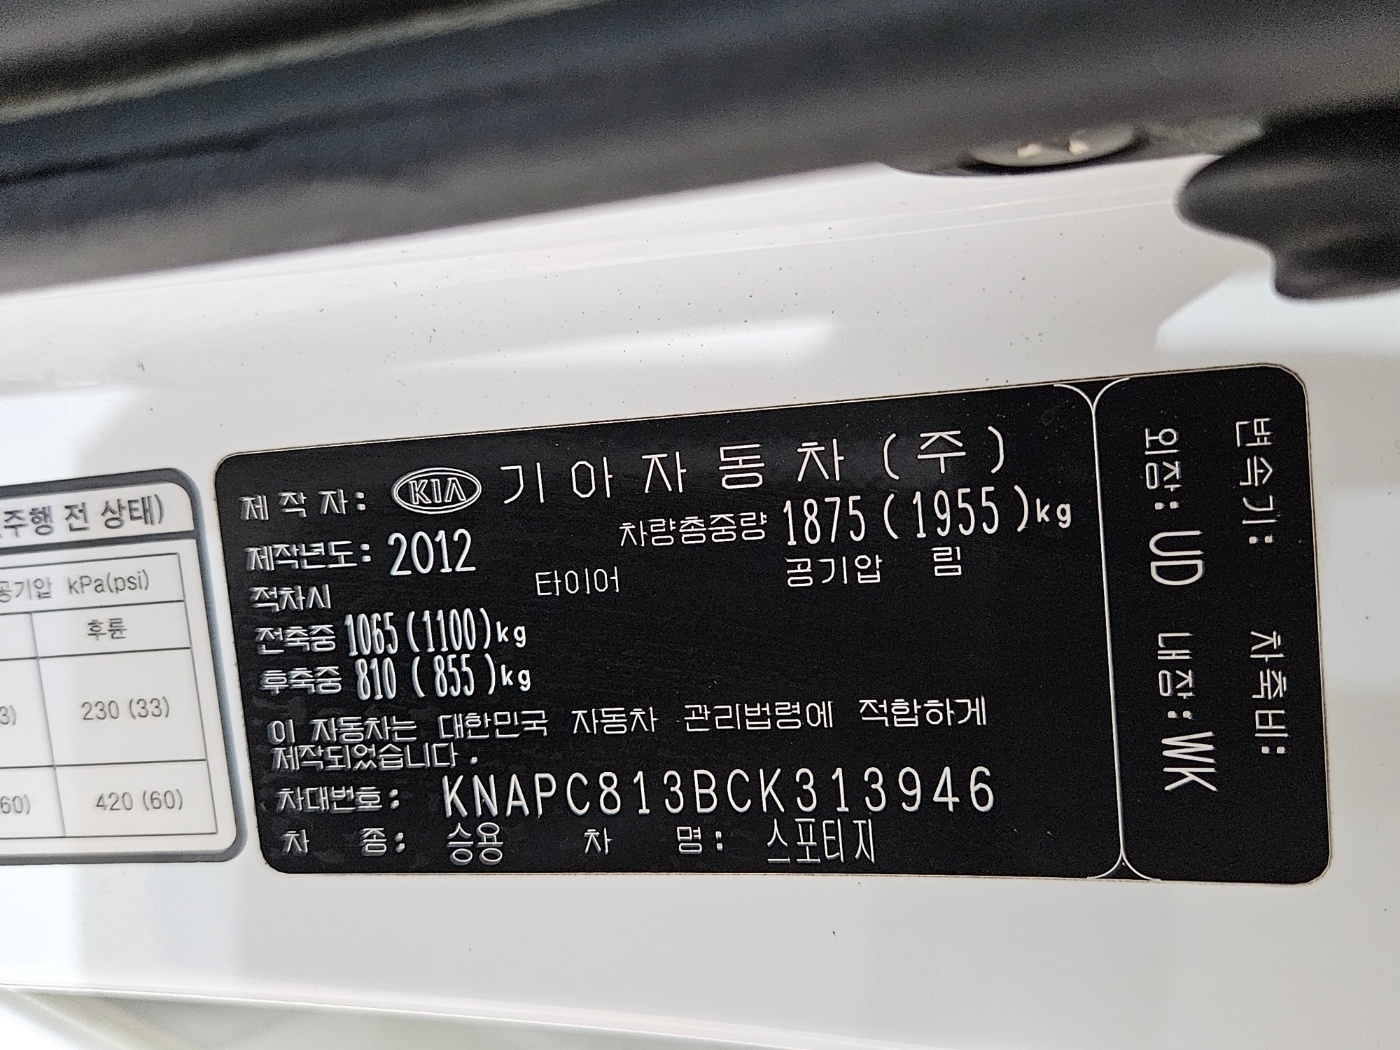 (주행 전 상태)
공기압 kPa(psi)
후륜
3) 230 (33)
60) 420 (60)
제 작 자: KIA 기아자동차(주)
제작년도: 2012 차량총중량 1875(1955)kg
적차시 타이어 공기압 림
전축중 1065(1100)kg
후축중 810 (855)kg
이 자동차는 대한민국 자동차 관리법령에 적합하게
제작되었습니다.
차대번호: KNAPC813BCK313946
차 종: 승용 차 명: 스포티지
변속기: 차축비:
외장: UD 내장: WK